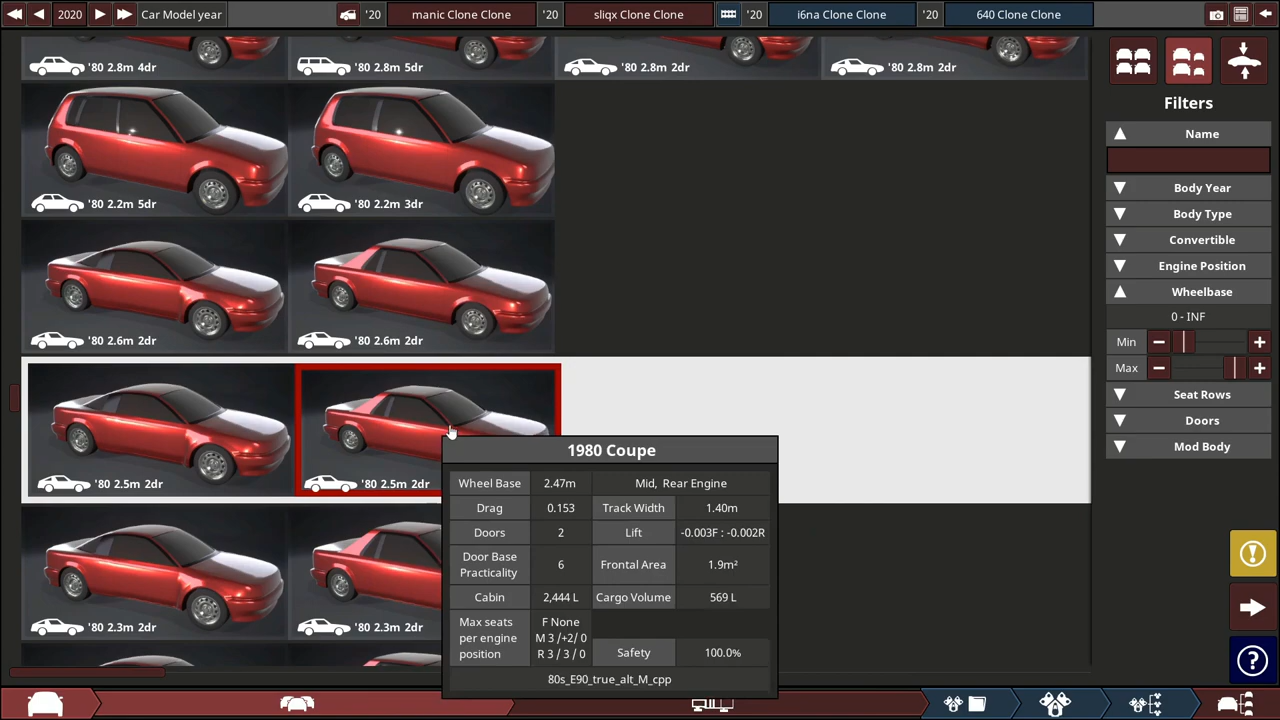 2020 Car Model year '20 manic Clone Clone '20 sliqx Clone Clone '20 i6na Clone Clone '20 640 Clone Clone
'80 2.8m 4dr '80 2.8m 5dr '80 2.8m 2dr '80 2.8m 2dr
'80 2.2m 5dr '80 2.2m 3dr
'80 2.6m 2dr '80 2.6m 2dr
'80 2.5m 2dr '80 2.5m 2dr
'80 2.3m 2dr '80 2.3m 2dr
1980 Coupe
Wheel Base 2.47m Mid, Rear Engine
Drag 0.153 Track Width 1.40m
Doors 2 Lift -0.003F : -0.002R
Door Base
Practicality 6 Frontal Area 1.9m²
Cabin 2,444 L Cargo Volume 569 L
Max seats
per engine
position
F None
M 3 /+2/ 0
R 3 / 3 / 0
Safety 100.0%
80s_E90_true_alt_M_cpp
Filters
Name
Body Year
Body Type
Convertible
Engine Position
Wheelbase
0 - INF
Min
Max
Seat Rows
Doors
Mod Body